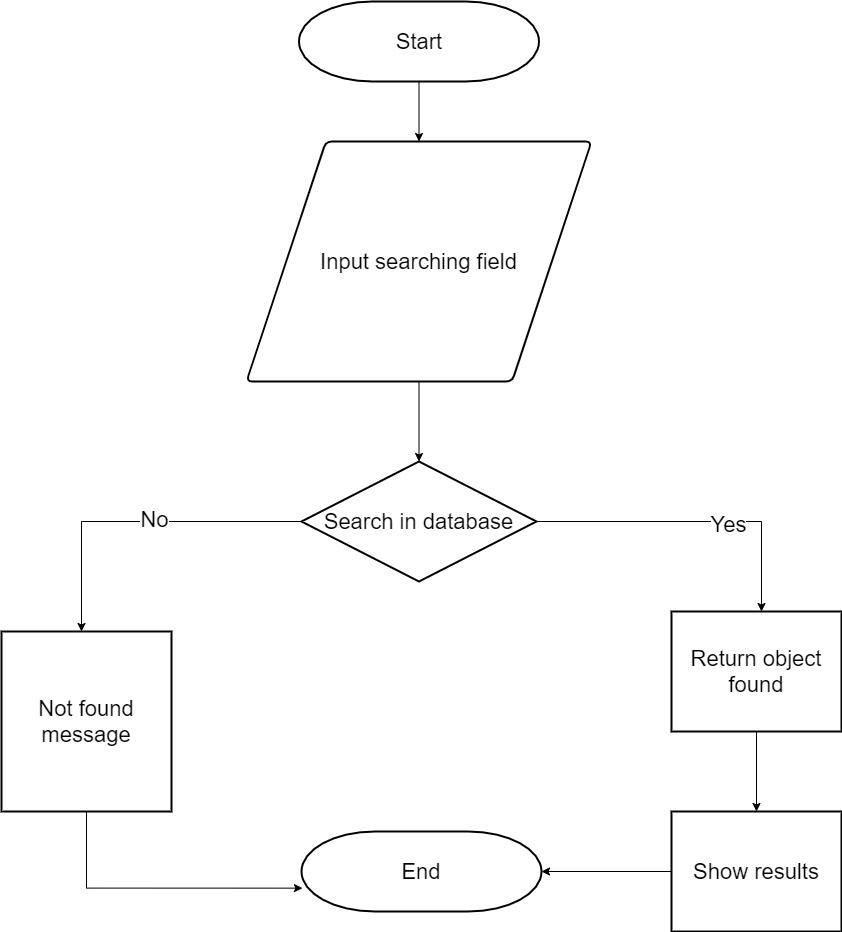 Start
Input searching field
Search in database
No
Yes
Return object
found
Not found
message
Show results
End